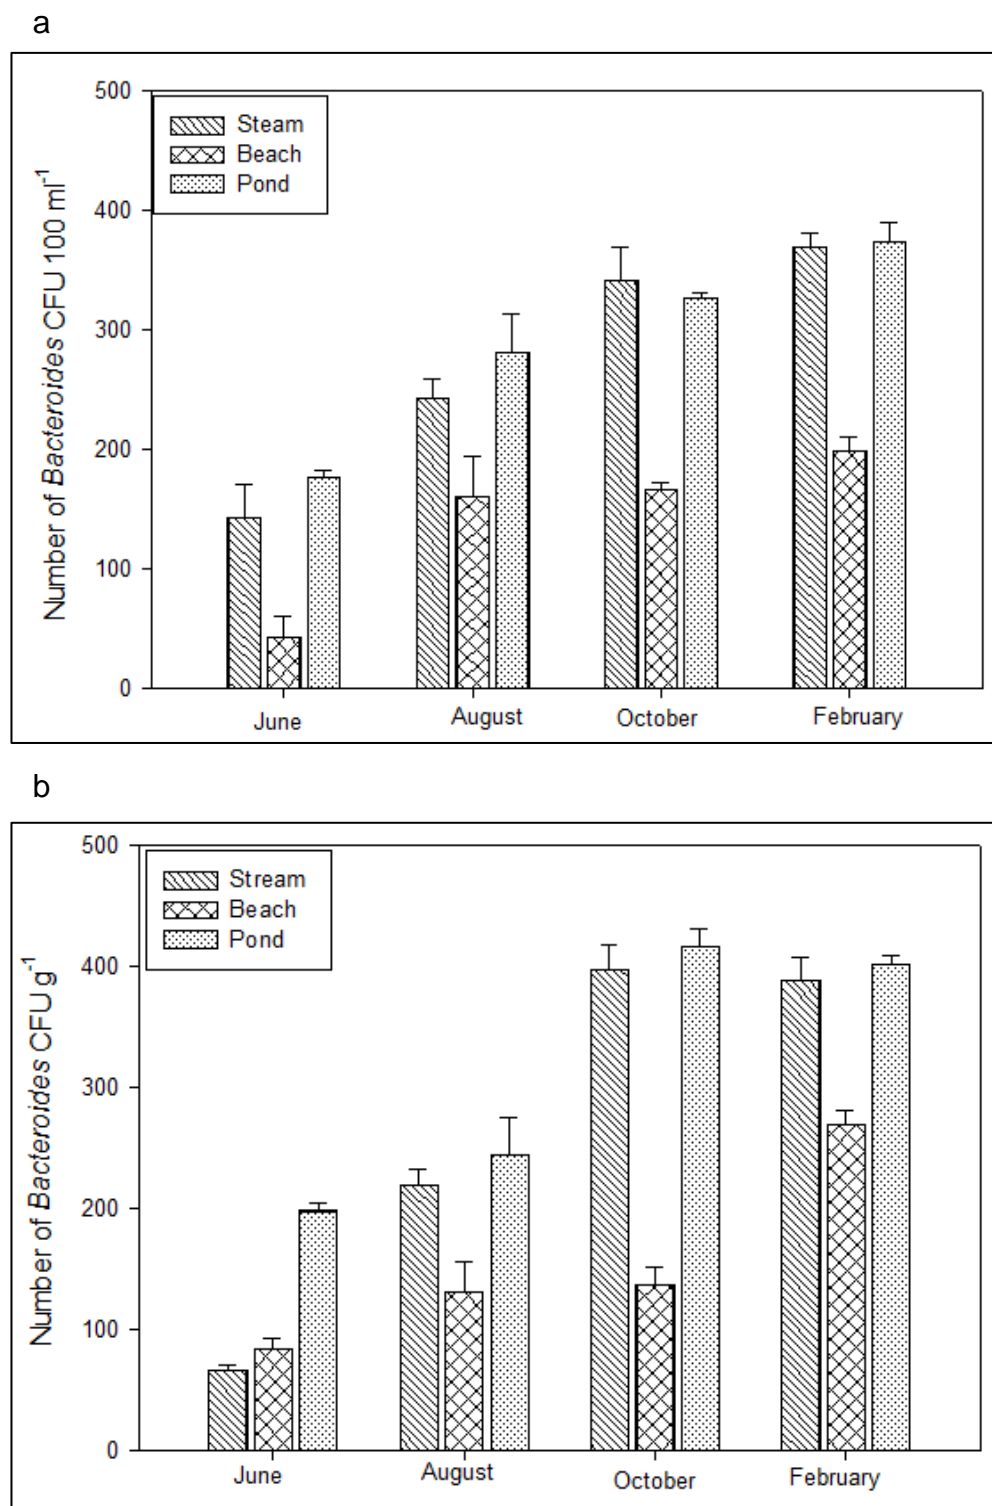 a
500
400
300
200
100
0
Number of Bacteroides CFU 100 ml-1
Steam
Beach
Pond
June
August
October
February
b
500
400
300
200
100
0
Number of Bacteroides CFU g-1
Stream
Beach
Pond
June
August
October
February